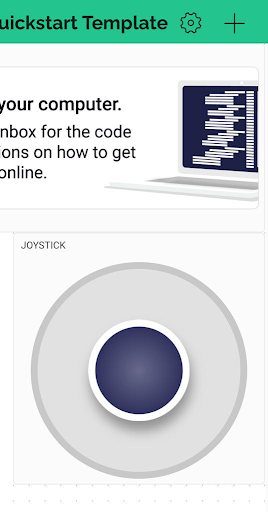 uickstart Template
your computer.
nbox for the code
ions on how to get
online.
JOYSTICK